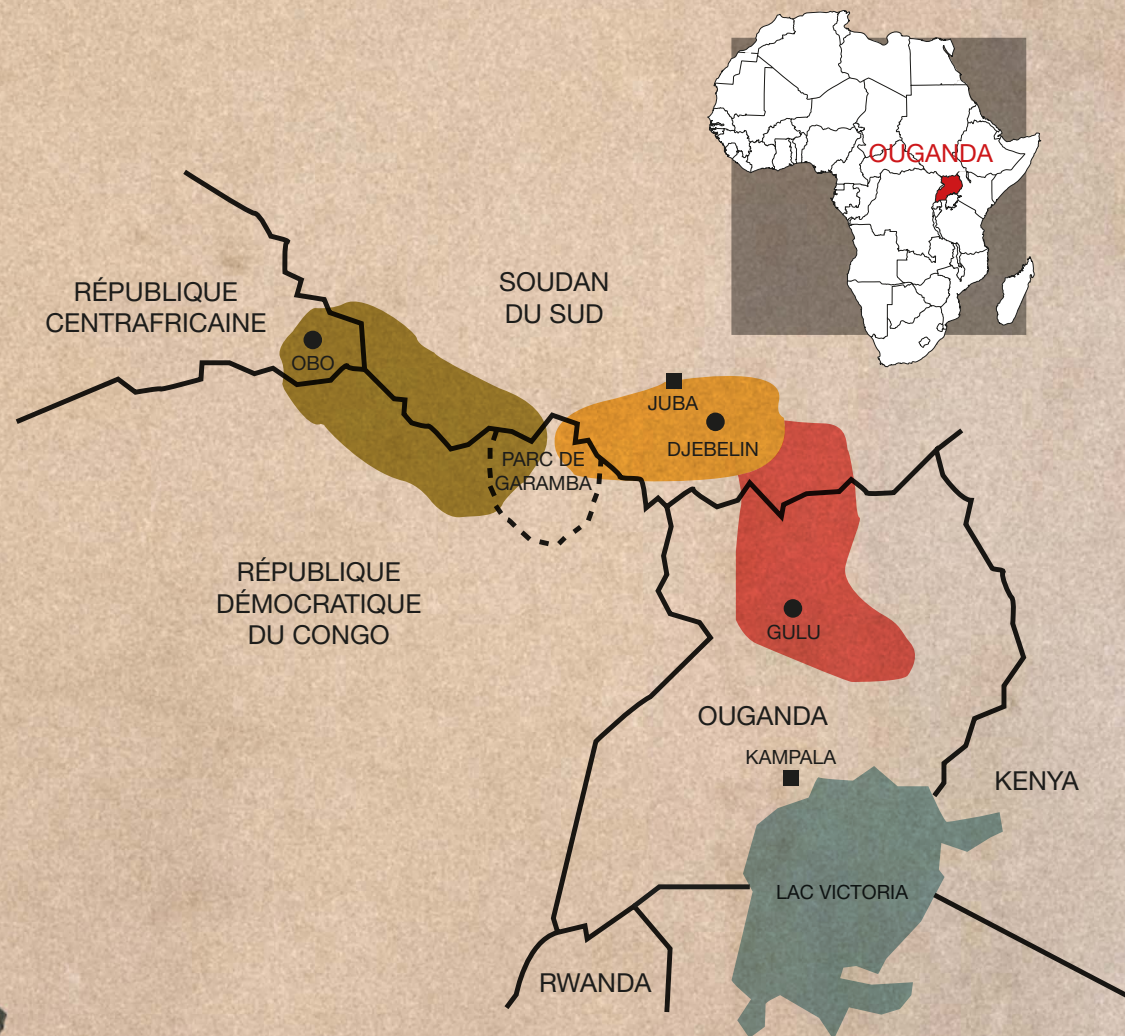 OUGANDA
SOUDAN
DU SUD
RÉPUBLIQUE
CENTRAFRICAINE
OBO
JUBA
DJEBELIN
PARC DE
GARAMBA
RÉPUBLIQUE
DÉMOCRATIQUE
DU CONGO
GULU
OUGANDA
KAMPALA
KENYA
LAC VICTORIA
RWANDA